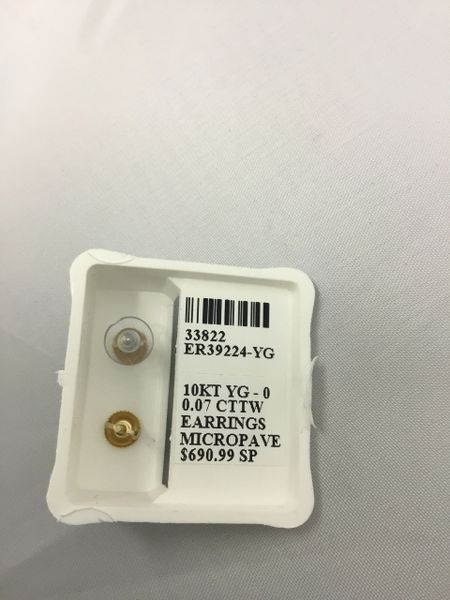 33822
ER39224-YG
10KT YG - 0
0.07 CTTW
EARRINGS
MICROPAVE
$690.99 SP